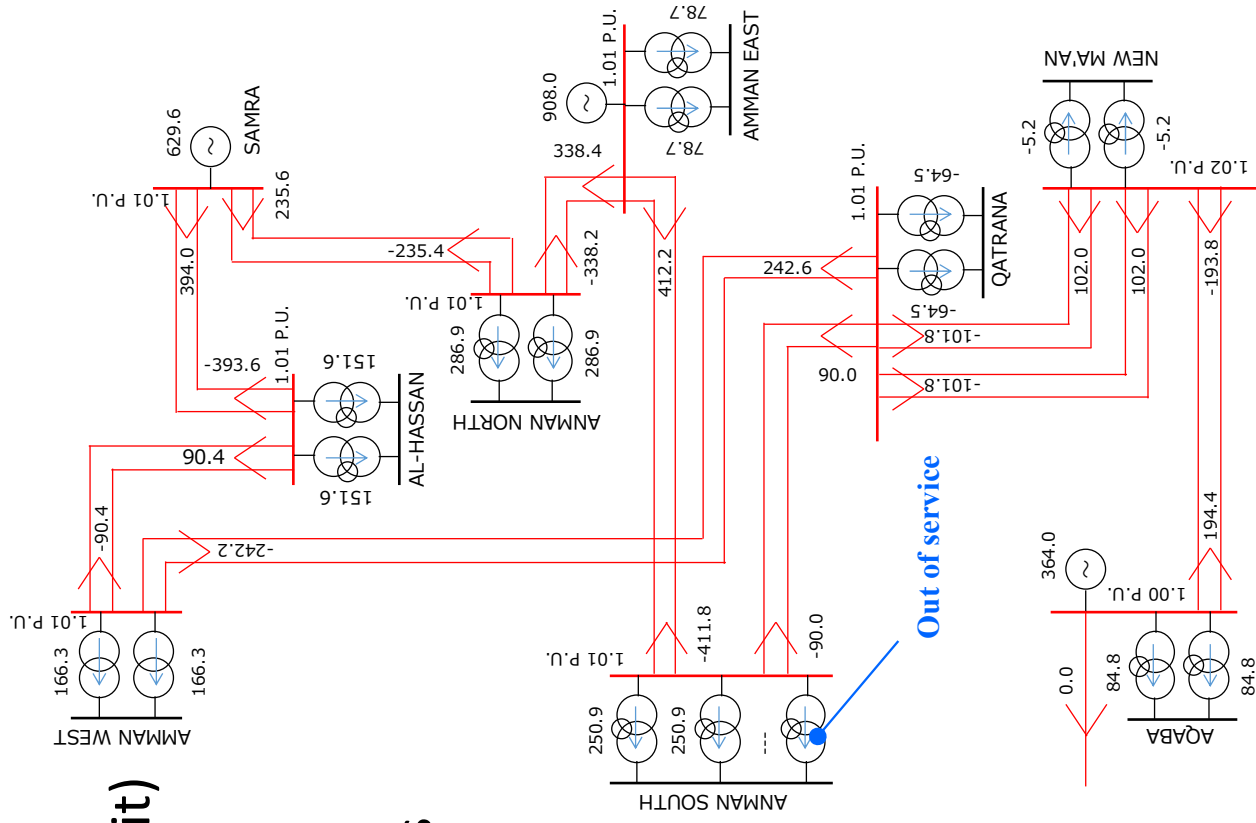 629.6
SAMRA
1.01 P.U.
235.6
394.0
-235.4
-393.6
1.01 P.U.
151.6
151.6
AL-HASSAN
90.4
-90.4
1.01 P.U.
166.3
166.3
AMMAN WEST
-242.2
908.0
1.01 P.U.
78.7
78.7
AMMAN EAST
338.4
-338.2
412.2
1.01 P.U.
286.9
286.9
ANMAN NORTH
1.01 P.U.
242.6
-64.5
-64.5
QATRANA
90.0
-101.8
-101.8
NEW MA'AN
-5.2
-5.2
1.02 P.U.
102.0
102.0
-193.8
1.01 P.U.
-411.8
-90.0
250.9
250.9
---
ANMAN SOUTH
Out of service
364.0
1.00 P.U.
194.4
0.0
84.8
84.8
AQABA
it)